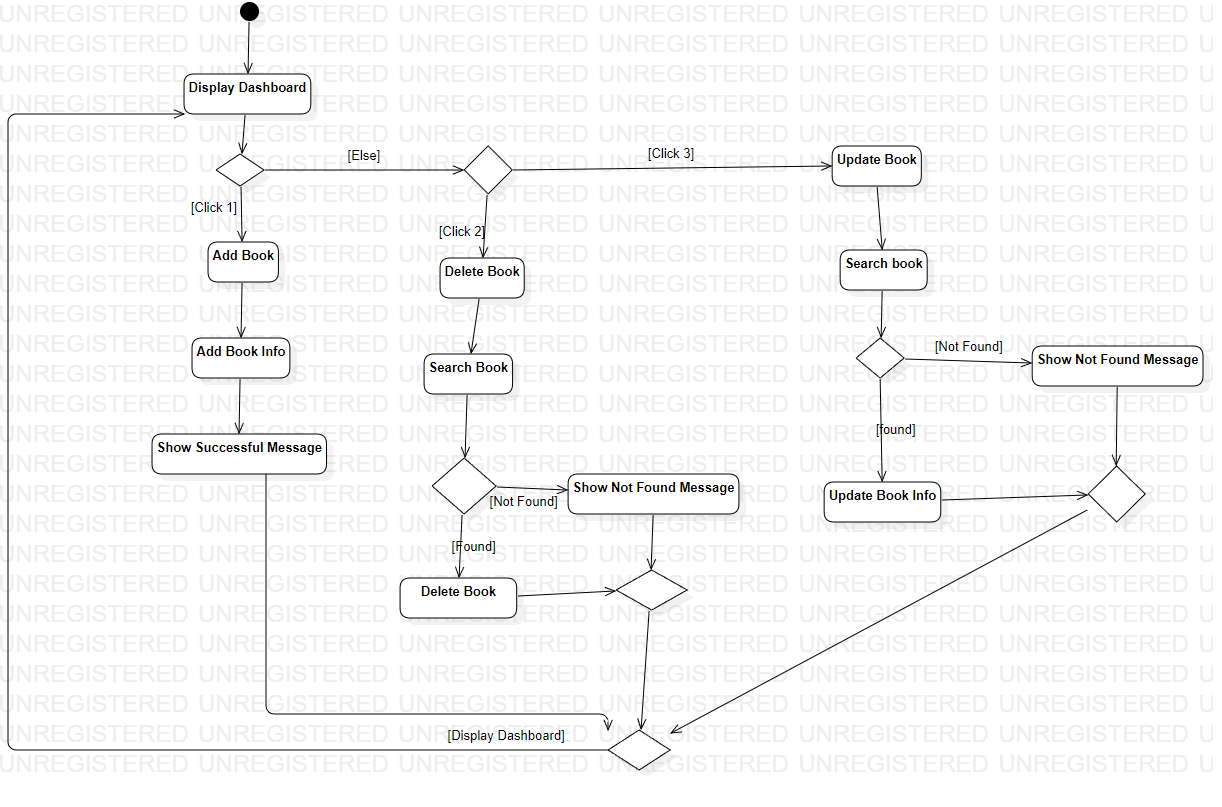 Display Dashboard
[Else]
[Click 3]
Update Book
[Click 1]
[Click 2]
Add Book
Delete Book
Search book
Add Book Info
Search Book
[Not Found]
Show Not Found Message
[found]
Show Successful Message
Show Not Found Message
[Not Found]
Update Book Info
[Found]
Delete Book
[Display Dashboard]
UNREGISTERED UNREGISTERED UNREGISTERED UNREGISTERED UNREGISTERED UNREGISTERED